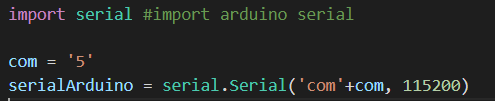 import serial #import arduino serial
com = '5'
serialArduino = serial.Serial('com'+com, 115200)